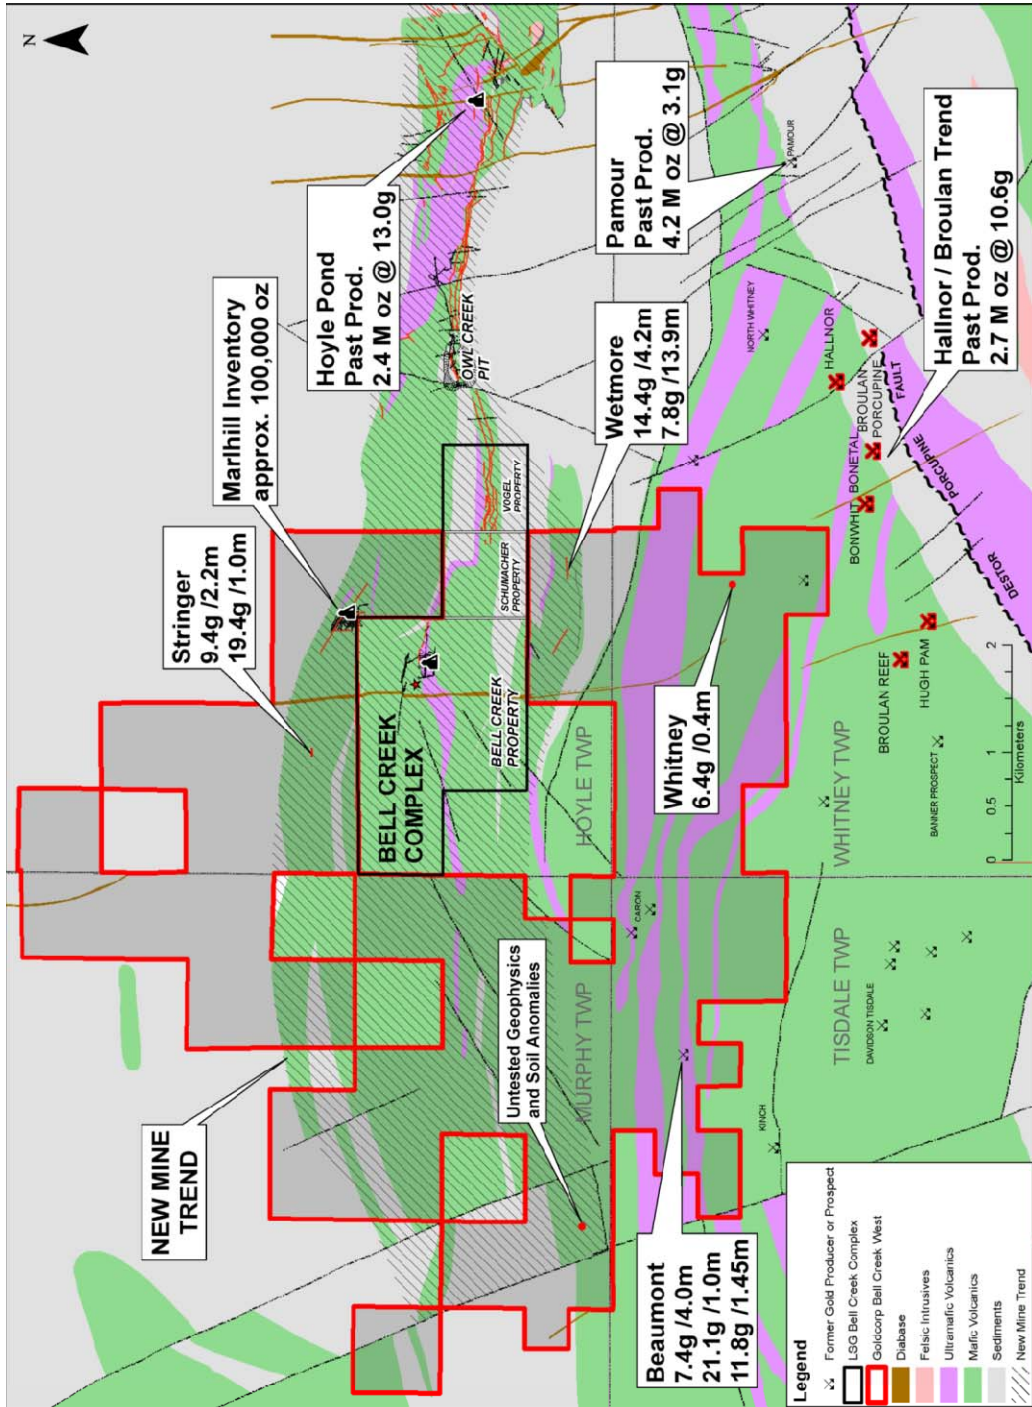 N
NEW MINE
TREND
Stringer
9.4g /2.2m
19.4g /1.0m
Marlhill Inventory
approx. 100,000 oz
Hoyle Pond
Past Prod.
2.4 M oz @ 13.0g
BELL CREEK
COMPLEX
OWL CREEK
PIT
BELL CREEK
PROPERTY
SCHUMACHER
PROPERTY
VOGEL
PROPERTY
Untested Geophysics
and Soil Anomalies
Wetmore
14.4g /4.2m
7.8g /13.9m
Pamour
Past Prod.
4.2 M oz @ 3.1g
MURPHY TWP
HOYLE TWP
CARON
Whitney
6.4g /0.4m
NORTH WHITNEY
PAMOUR
Beaumont
7.4g /4.0m
21.1g /1.0m
11.8g /1.45m
KINCH
TISDALE TWP
DAVIDSON TISDALE
WHITNEY TWP
BANNER PROSPECT
BROULAN REEF
HUGH PAM
BONWHIT
BONETAL
HALLNOR
BROULAN
PORCUPINE
DESTOR
PORCUPINE
FAULT
Hallnor / Broulan Trend
Past Prod.
2.7 M oz @ 10.6g
0 0.5 1 2
Kilometers
Legend
Former Gold Producer or Prospect
LSG Bell Creek Complex
Goldcorp Bell Creek West
Diabase
Felsic Intrusives
Ultramafic Volcanics
Mafic Volcanics
Sediments
New Mine Trend